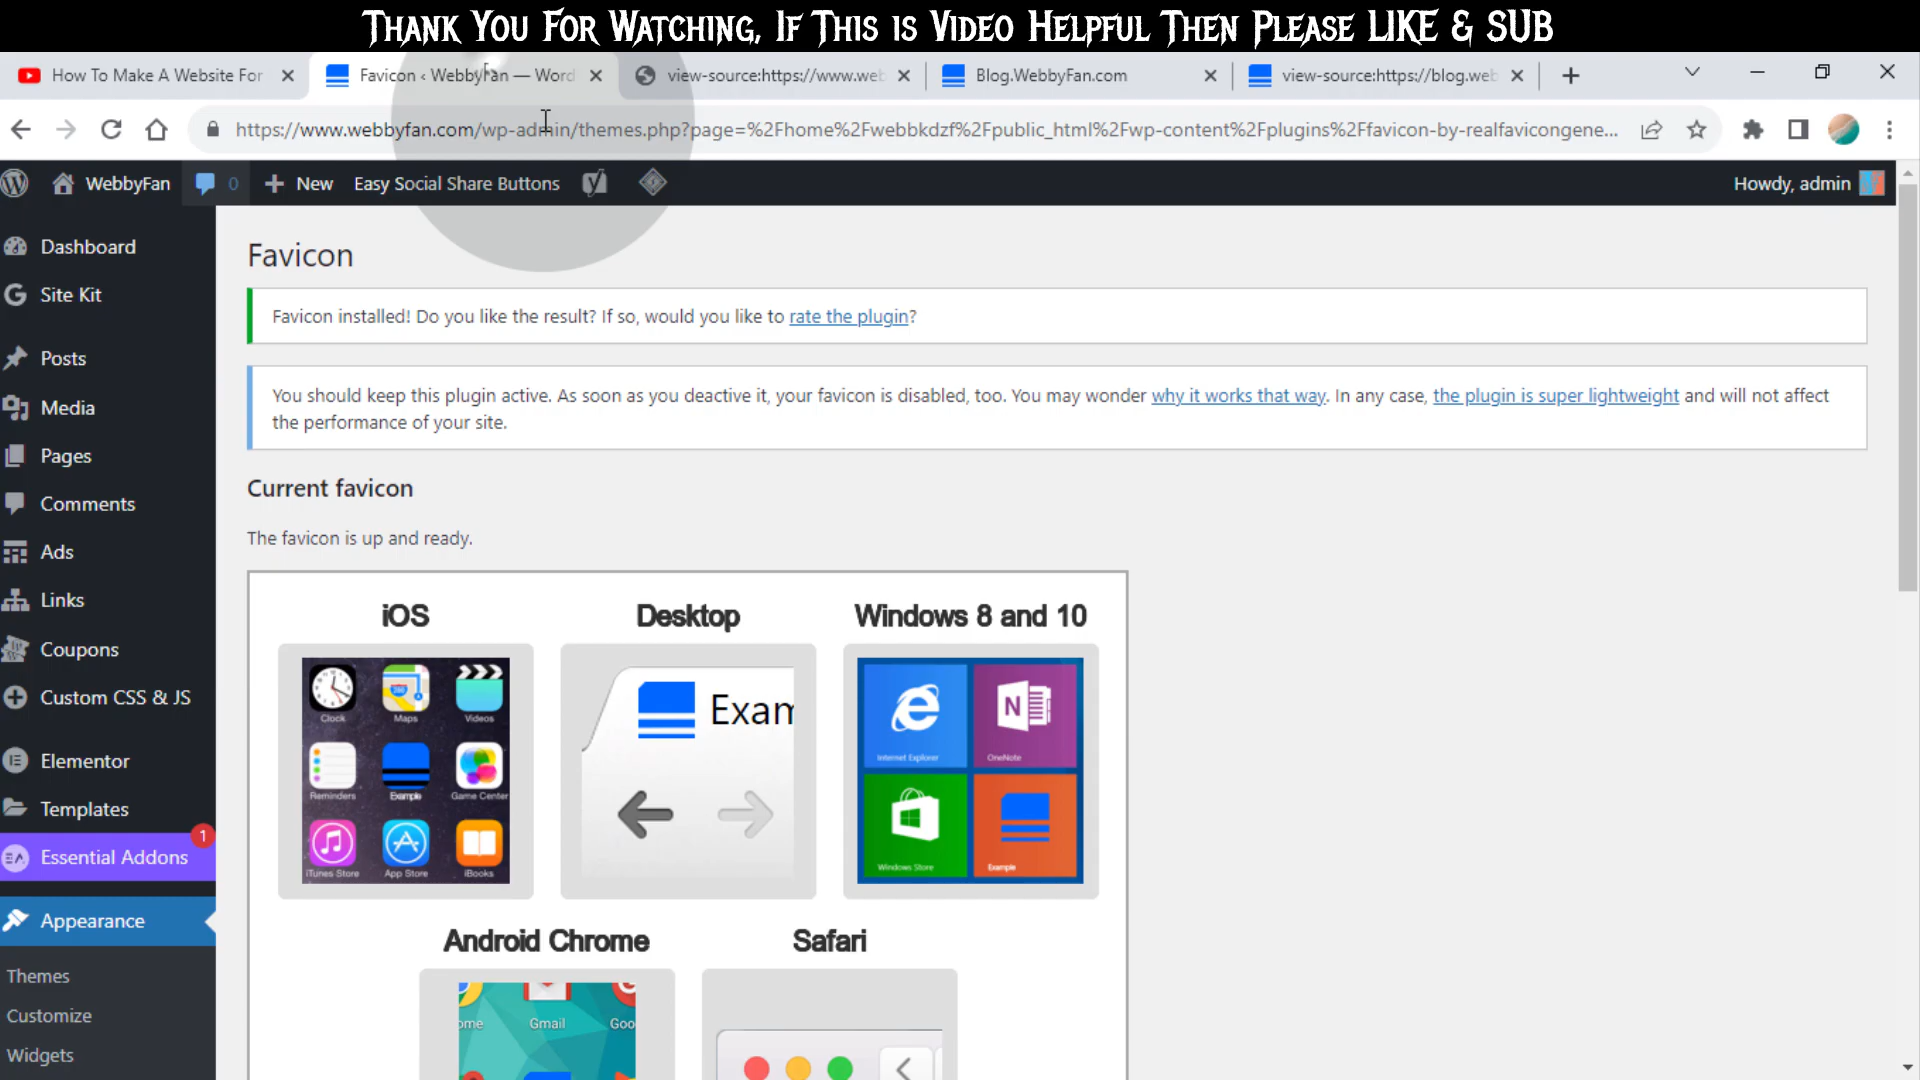 THANK YOU FOR WATCHING, IF THIS IS VIDEO HELPFUL THEN PLEASE LIKE & SUB
How To Make A Website For
Favicon ‹ WebbyFan — Word
view-source:https://www.web
Blog.WebbyFan.com
view-source:https://blog.web
https://www.webbyfan.com/wp-admin/themes.php?page=%2Fhome%2Fwebbkdzf%2Fpublic_html%2Fwp-content%2Fplugins%2Ffavicon-by-realfavicongene...
WebbyFan
0
New
Easy Social Share Buttons
Howdy, admin
Dashboard
Site Kit
Posts
Media
Pages
Comments
Ads
Links
Coupons
Custom CSS & JS
Elementor
Templates
Essential Addons
1
Appearance
Themes
Customize
Widgets
Favicon
Favicon installed! Do you like the result? If so, would you like to rate the plugin?
You should keep this plugin active. As soon as you deactive it, your favicon is disabled, too. You may wonder why it works that way. In any case, the plugin is super lightweight and will not affect
the performance of your site.
Current favicon
The favicon is up and ready.
iOS
Clock
Maps
Videos
Reminders
Example
Game Center
iTunes Store
App Store
iBooks
Desktop
Exam
Windows 8 and 10
Internet Explorer
OneNote
Windows Store
Example
Android Chrome
ome
Gmail
Goo
Safari